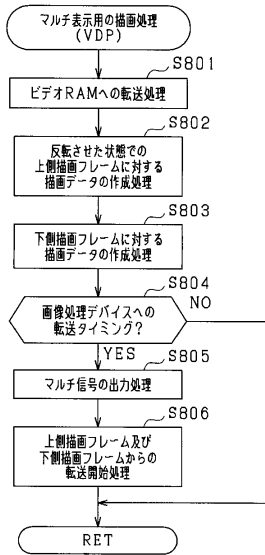 マルチ表示用の描画処理
(VDP)
S801
ビデオRAMへの転送処理
S802
反転させた状態での
上側描画フレームに対する
描画データの作成処理
S803
下側描画フレームに対する
描画データの作成処理
S804
画像処理デバイスへの
転送タイミング?
NO
YES
S805
マルチ信号の出力処理
S806
上側描画フレーム及び
下側描画フレームからの
転送開始処理
RET